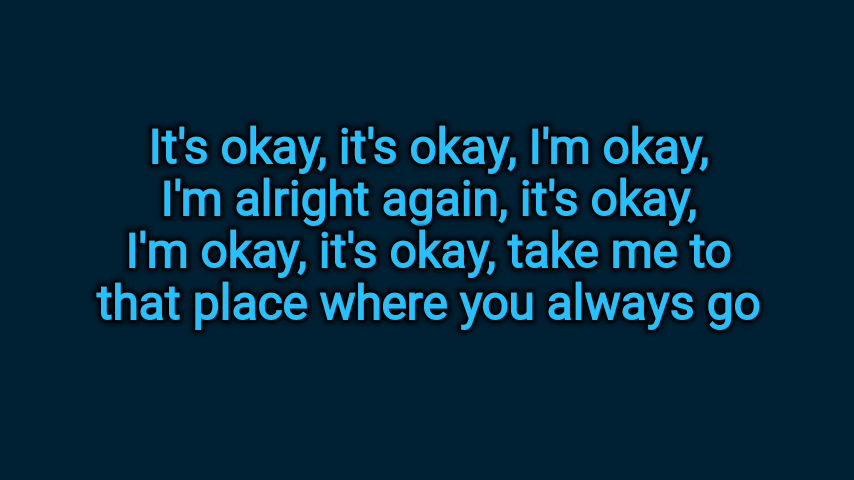 It's okay, it's okay, I'm okay,
I'm alright again, it's okay,
I'm okay, it's okay, take me to
that place where you always go